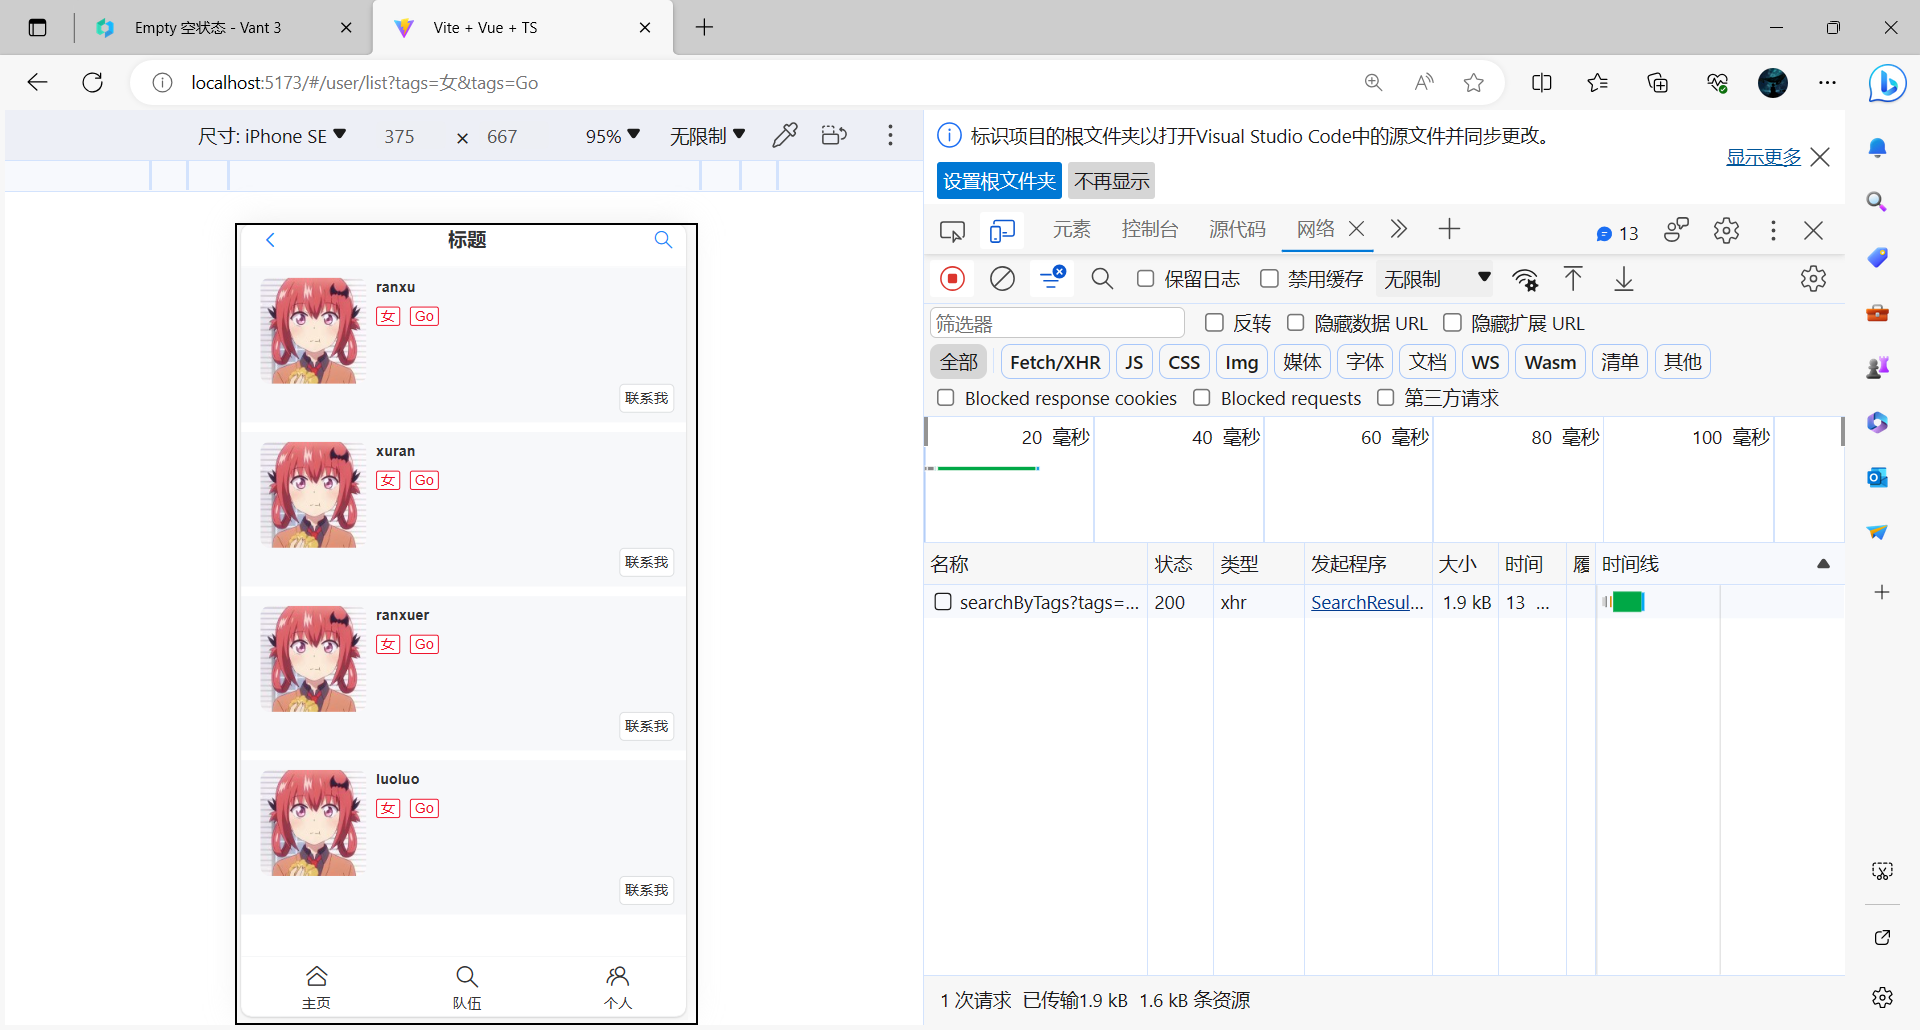 Empty 空状态 - Vant 3
Vite + Vue + TS
localhost:5173/#/user/list?tags=女&tags=Go
尺寸: iPhone SE 375 × 667 95% 无限制
标题
ranxu
女 Go
联系我
xuran
女 Go
联系我
ranxuer
女 Go
联系我
luoluo
女 Go
联系我
主页 队伍 个人
标识项目的根文件夹以打开Visual Studio Code中的源文件并同步更改。
显示更多
设置根文件夹 不再显示
元素 控制台 源代码 网络 13
保留日志 禁用缓存 无限制
筛选器 反转 隐藏数据 URL 隐藏扩展 URL
全部 Fetch/XHR JS CSS Img 媒体 字体 文档 WS Wasm 清单 其他
Blocked response cookies Blocked requests 第三方请求
20 毫秒 40 毫秒 60 毫秒 80 毫秒 100 毫秒
名称 状态 类型 发起程序 大小 时间 履 时间线
searchByTags?tags=... 200 xhr SearchResul... 1.9 kB 13 ...
1 次请求 已传输1.9 kB 1.6 kB 条资源